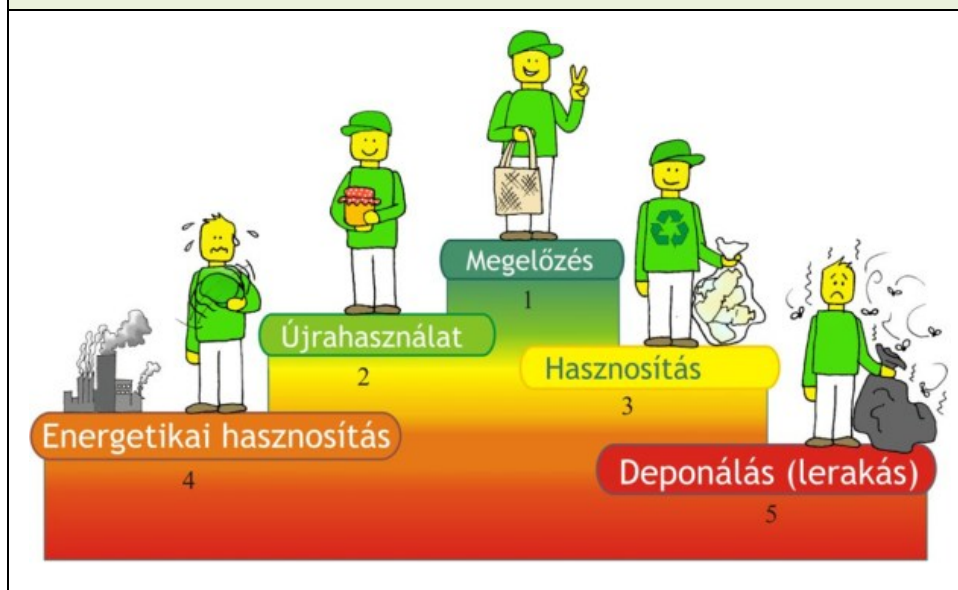 Megelőzés
1
Újrahasználat
2
Hasznosítás
3
Energetikai hasznosítás
4
Deponálás (lerakás)
5